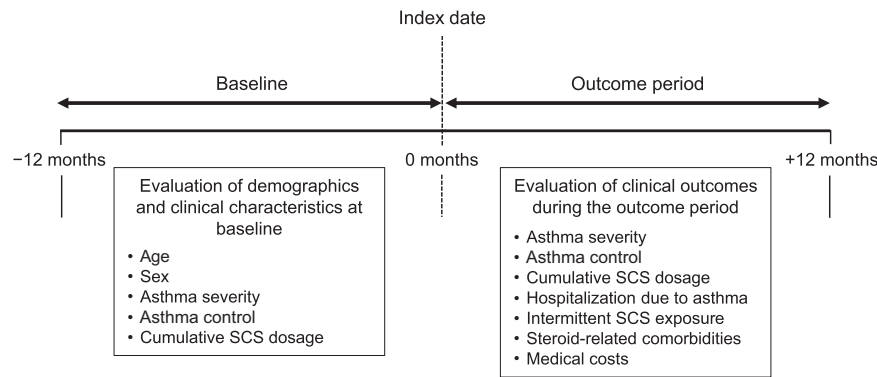 Index date
Baseline
Outcome period
−12 months
0 months
+12 months
Evaluation of demographics
and clinical characteristics at
baseline
• Age
• Sex
• Asthma severity
• Asthma control
• Cumulative SCS dosage
Evaluation of clinical outcomes
during the outcome period
• Asthma severity
• Asthma control
• Cumulative SCS dosage
• Hospitalization due to asthma
• Intermittent SCS exposure
• Steroid-related comorbidities
• Medical costs